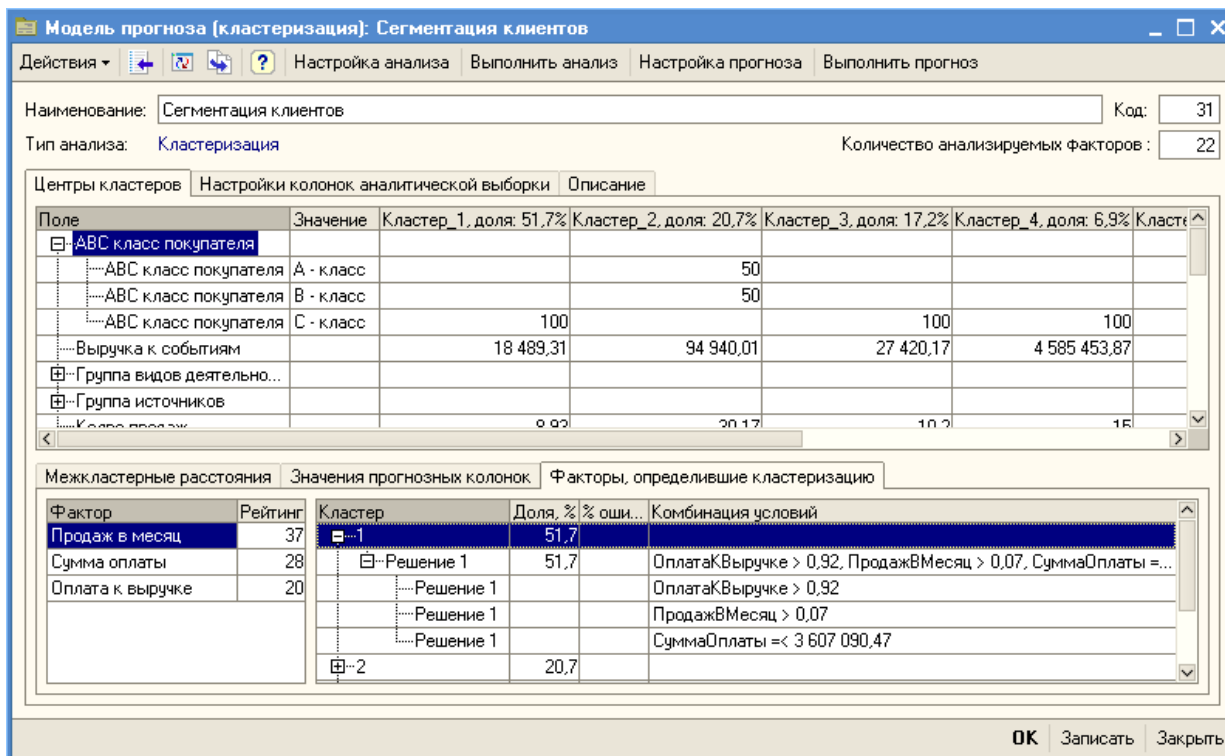 Модель прогноза (кластеризация): Сегментация клиентов
Действия Настройка анализа Выполнить анализ Настройка прогноза Выполнить прогноз
Наименование: Сегментация клиентов Код: 31
Тип анализа: Кластеризация Количество анализируемых факторов : 22
Центры кластеров Настройки колонок аналитической выборки Описание
Поле Значение Кластер_1, доля: 51,7% Кластер_2, доля: 20,7% Кластер_3, доля: 17,2% Кластер_4, доля: 6,9% Класте
ABC класс покупателя
ABC класс покупателя A - класс 50
ABC класс покупателя B - класс 50
ABC класс покупателя C - класс 100 100 100
Выручка к событиям 18 489,31 94 940,01 27 420,17 4 585 453,87
Группа видов деятельно...
Группа источников
Межкластерные расстояния Значения прогнозных колонок Факторы, определившие кластеризацию
Фактор Рейтинг Кластер Доля, % % оши... Комбинация условий
Продаж в месяц 37 1 51,7
Сумма оплаты 28 Решение 1 51,7 ОплатаКВыручке > 0,92, ПродажВМесяц > 0,07, СуммаОплаты =...
Оплата к выручке 20 Решение 1 ОплатаКВыручке > 0,92
Решение 1 ПродажВМесяц > 0,07
Решение 1 СуммаОплаты =< 3 607 090,47
2 20,7
OK Записать Закрыть